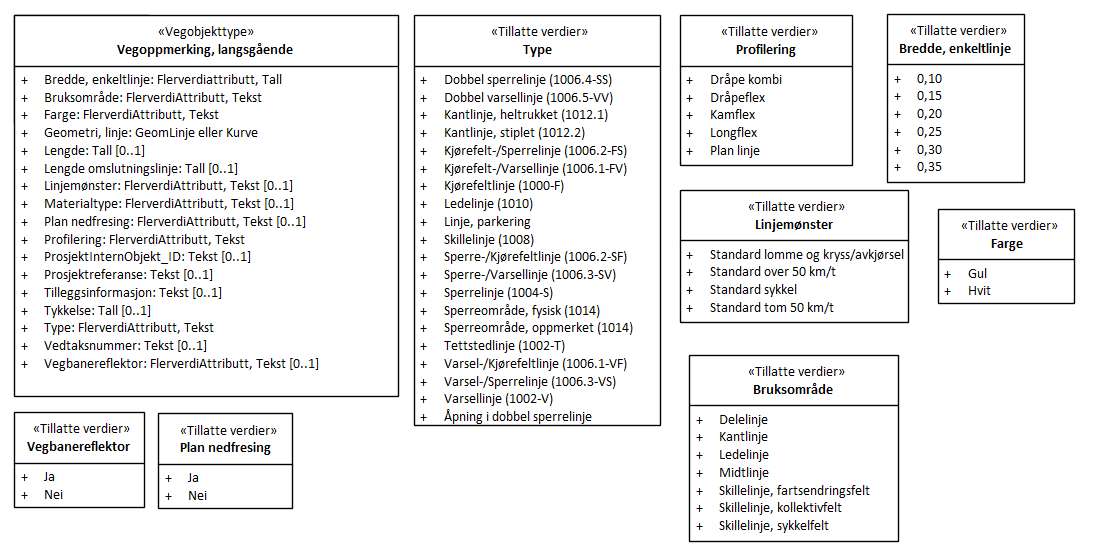 «Vegobjekttype»
Vegoppmerking, langsgående
+ Bredde, enkeltlinje: Flerverdiattributt, Tall
+ Bruksområde: FlerverdiAttributt, Tekst
+ Farge: FlerverdiAttributt, Tekst
+ Geometri, linje: GeomLinje eller Kurve
+ Lengde: Tall [0..1]
+ Lengde omslutningslinje: Tall [0..1]
+ Linjemønster: FlerverdiAttributt, Tekst [0..1]
+ Materialtype: FlerverdiAttributt, Tekst [0..1]
+ Plan nedfresing: FlerverdiAttributt, Tekst [0..1]
+ Profilering: FlerverdiAttributt, Tekst
+ ProsjektInternObjekt_ID: Tekst [0..1]
+ Prosjektreferanse: Tekst [0..1]
+ Tilleggsinformasjon: Tekst [0..1]
+ Tykkelse: Tall [0..1]
+ Type: FlerverdiAttributt, Tekst
+ Vedtaksnummer: Tekst [0..1]
+ Vegbanereflektor: FlerverdiAttributt, Tekst [0..1]
«Tillatte verdier»
Vegbanereflektor
+ Ja
+ Nei
«Tillatte verdier»
Plan nedfresing
+ Ja
+ Nei
«Tillatte verdier»
Type
+ Dobbel sperrelinje (1006.4-SS)
+ Dobbel varsellinje (1006.5-VV)
+ Kantlinje, heltrukket (1012.1)
+ Kantlinje, stiplet (1012.2)
+ Kjørefelt-/Sperrelinje (1006.2-FS)
+ Kjørefelt-/Varsellinje (1006.1-FV)
+ Kjørefeltlinje (1000-F)
+ Ledelinje (1010)
+ Linje, parkering
+ Skillelinje (1008)
+ Sperre-/Kjørefeltlinje (1006.2-SF)
+ Sperre-/Varsellinje (1006.3-SV)
+ Sperrelinje (1004-S)
+ Sperreområde, fysisk (1014)
+ Sperreområde, oppmerket (1014)
+ Tettstedlinje (1002-T)
+ Varsel-/Kjørefeltlinje (1006.1-VF)
+ Varsel-/Sperrelinje (1006.3-VS)
+ Varsellinje (1002-V)
+ Åpning i dobbel sperrelinje
«Tillatte verdier»
Profilering
+ Dråpe kombi
+ Dråpeflex
+ Kamflex
+ Longflex
+ Plan linje
«Tillatte verdier»
Bredde, enkeltlinje
+ 0,10
+ 0,15
+ 0,20
+ 0,25
+ 0,30
+ 0,35
«Tillatte verdier»
Linjemønster
+ Standard lomme og kryss/avkjørsel
+ Standard over 50 km/t
+ Standard sykkel
+ Standard tom 50 km/t
«Tillatte verdier»
Farge
+ Gul
+ Hvit
«Tillatte verdier»
Bruksområde
+ Delelinje
+ Kantlinje
+ Ledelinje
+ Midtlinje
+ Skillelinje, fartsendringsfelt
+ Skillelinje, kollektivfelt
+ Skillelinje, sykkelfelt